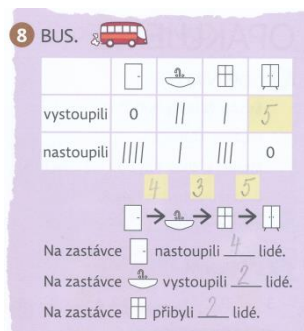 8 BUS.
vystoupili 0 || | 5
nastoupili |||| | ||| 0
4 3 5
Na zastávce nastoupili 4 lidé.
Na zastávce vystoupili 2 lidé.
Na zastávce přibyli 2 lidé.